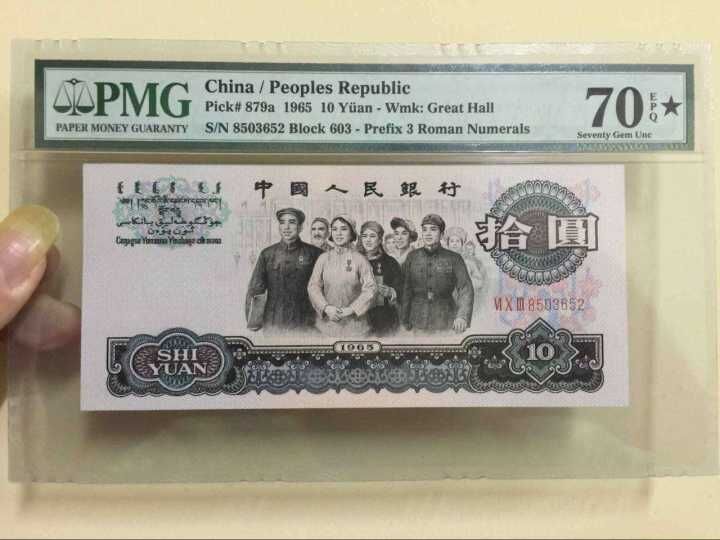 PMG
PAPER MONEY GUARANTY
China / Peoples Republic
Pick# 879a 1965 10 Yüan - Wmk: Great Hall
S/N 8503652 Block 603 - Prefix 3 Roman Numerals
70 EPQ ★
Seventy Gem Unc
中國人民銀行
拾圓
VI X III 8503652
1965
SHI YUAN
10